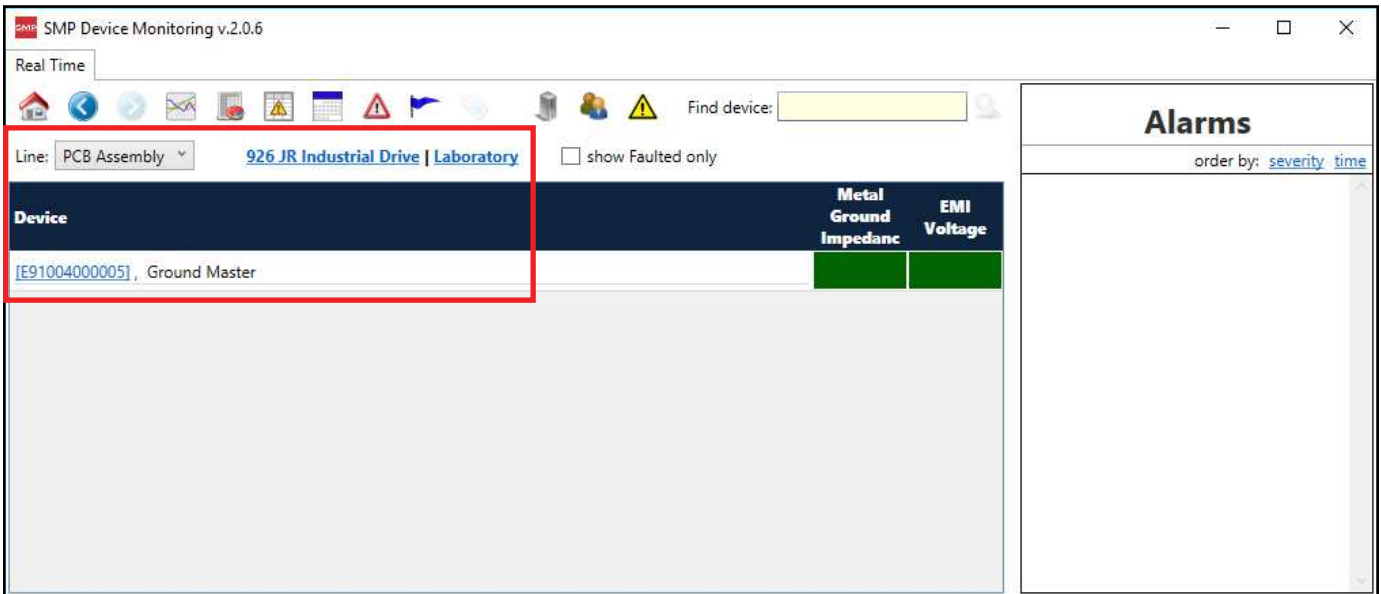 SMP SMP Device Monitoring v.2.0.6
Real Time
Find device:
Line: PCB Assembly 926 JR Industrial Drive | Laboratory show Faulted only
Device Metal Ground Impedanc EMI Voltage
[E91004000005] , Ground Master
Alarms
order by: severity time